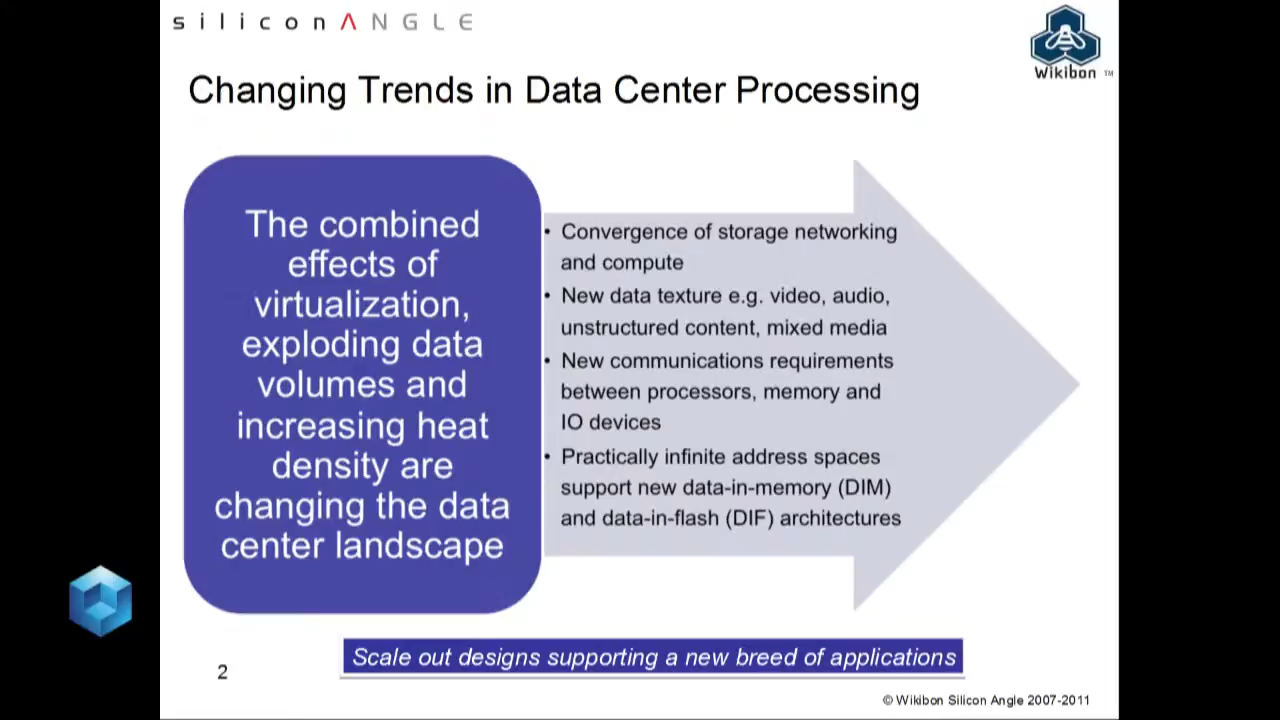 siliconANGLE
Wikibon TM
Changing Trends in Data Center Processing
The combined
effects of
virtualization,
exploding data
volumes and
increasing heat
density are
changing the data
center landscape
• Convergence of storage networking
and compute
• New data texture e.g. video, audio,
unstructured content, mixed media
• New communications requirements
between processors, memory and
IO devices
• Practically infinite address spaces
support new data-in-memory (DIM)
and data-in-flash (DIF) architectures
Scale out designs supporting a new breed of applications
2
© Wikibon Silicon Angle 2007-2011